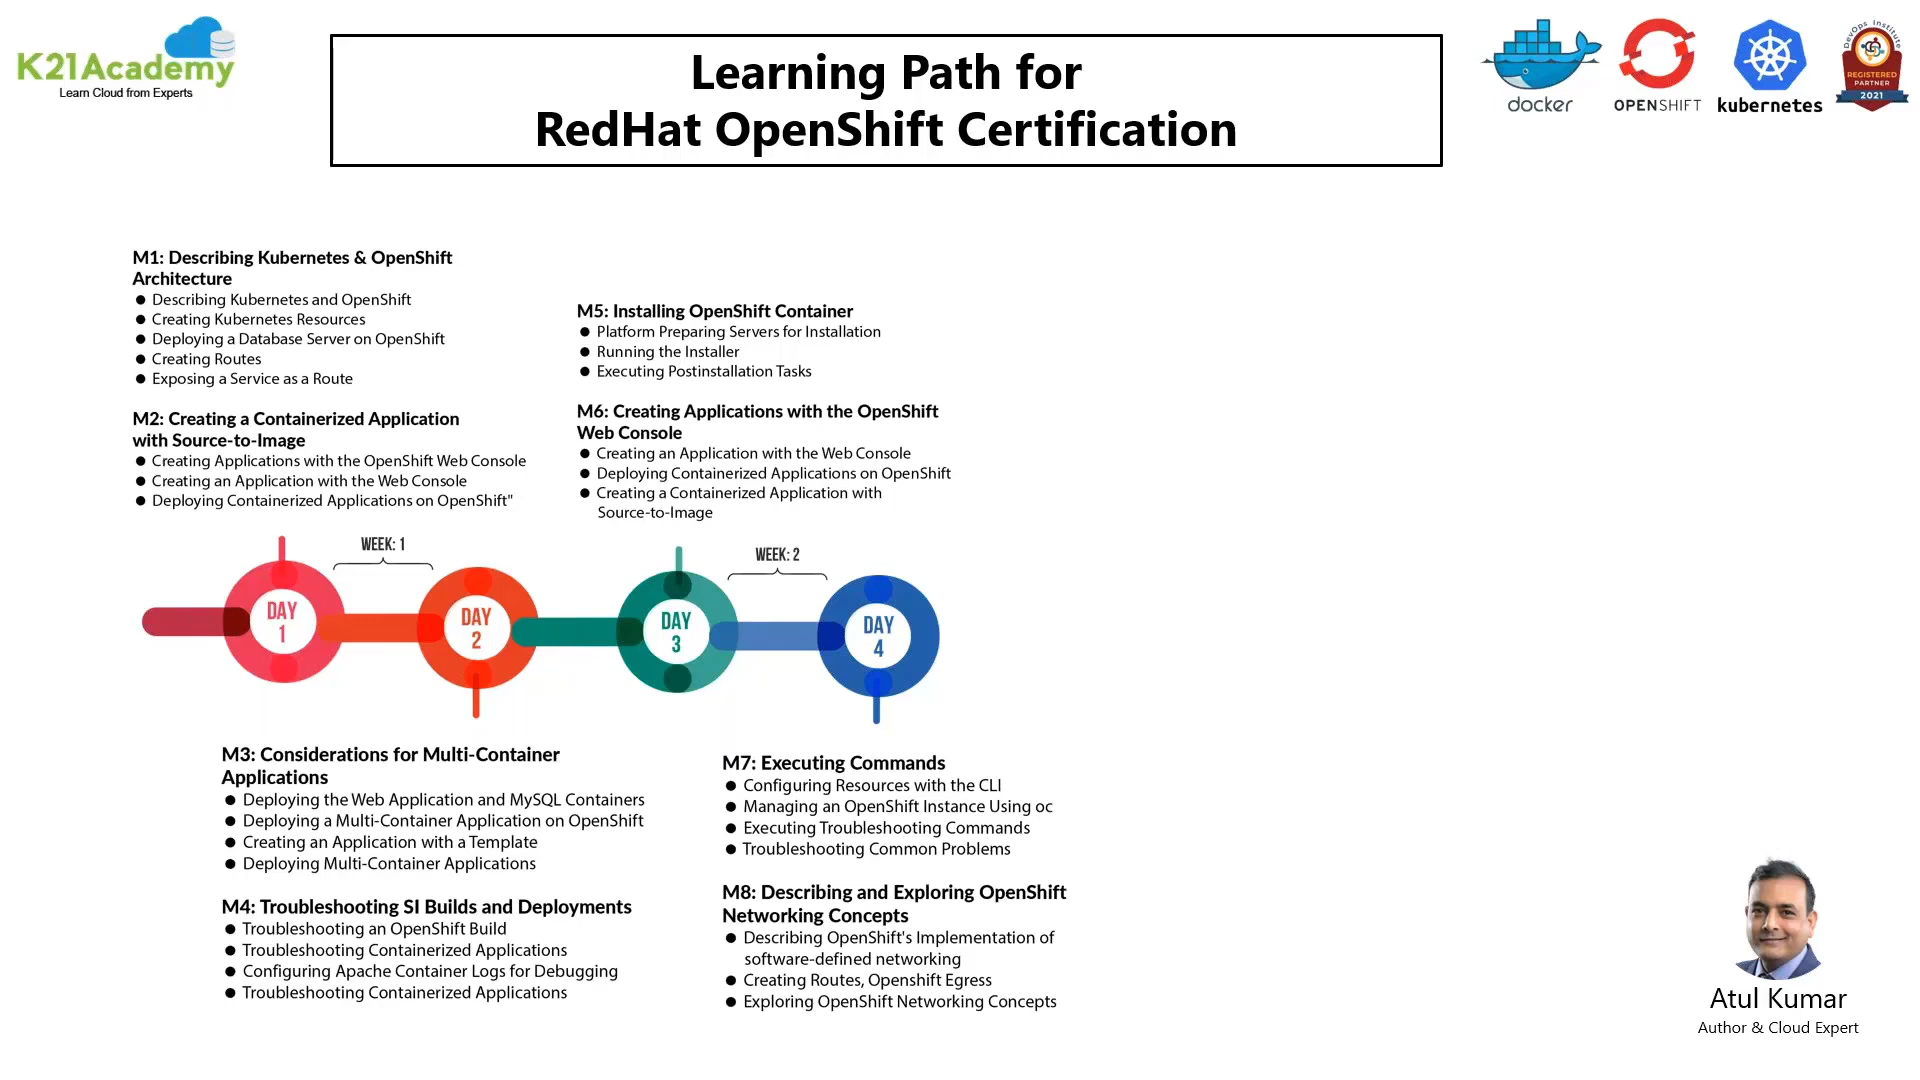 K21Academy
Learn Cloud from Experts
Learning Path for
RedHat OpenShift Certification
docker
OPENSHIFT
kubernetes
DevOps Institute
REGISTERED
PARTNER
2021
M1: Describing Kubernetes & OpenShift
Architecture
● Describing Kubernetes and OpenShift
● Creating Kubernetes Resources
● Deploying a Database Server on OpenShift
● Creating Routes
● Exposing a Service as a Route
M2: Creating a Containerized Application
with Source-to-Image
● Creating Applications with the OpenShift Web Console
● Creating an Application with the Web Console
● Deploying Containerized Applications on OpenShift"
M5: Installing OpenShift Container
● Platform Preparing Servers for Installation
● Running the Installer
● Executing Postinstallation Tasks
M6: Creating Applications with the OpenShift
Web Console
● Creating an Application with the Web Console
● Deploying Containerized Applications on OpenShift
● Creating a Containerized Application with
Source-to-Image
WEEK: 1
WEEK: 2
DAY
1
DAY
2
DAY
3
DAY
4
M3: Considerations for Multi-Container
Applications
● Deploying the Web Application and MySQL Containers
● Deploying a Multi-Container Application on OpenShift
● Creating an Application with a Template
● Deploying Multi-Container Applications
M4: Troubleshooting SI Builds and Deployments
● Troubleshooting an OpenShift Build
● Troubleshooting Containerized Applications
● Configuring Apache Container Logs for Debugging
● Troubleshooting Containerized Applications
M7: Executing Commands
● Configuring Resources with the CLI
● Managing an OpenShift Instance Using oc
● Executing Troubleshooting Commands
● Troubleshooting Common Problems
M8: Describing and Exploring OpenShift
Networking Concepts
● Describing OpenShift's Implementation of
software-defined networking
● Creating Routes, Openshift Egress
● Exploring OpenShift Networking Concepts
Atul Kumar
Author & Cloud Expert